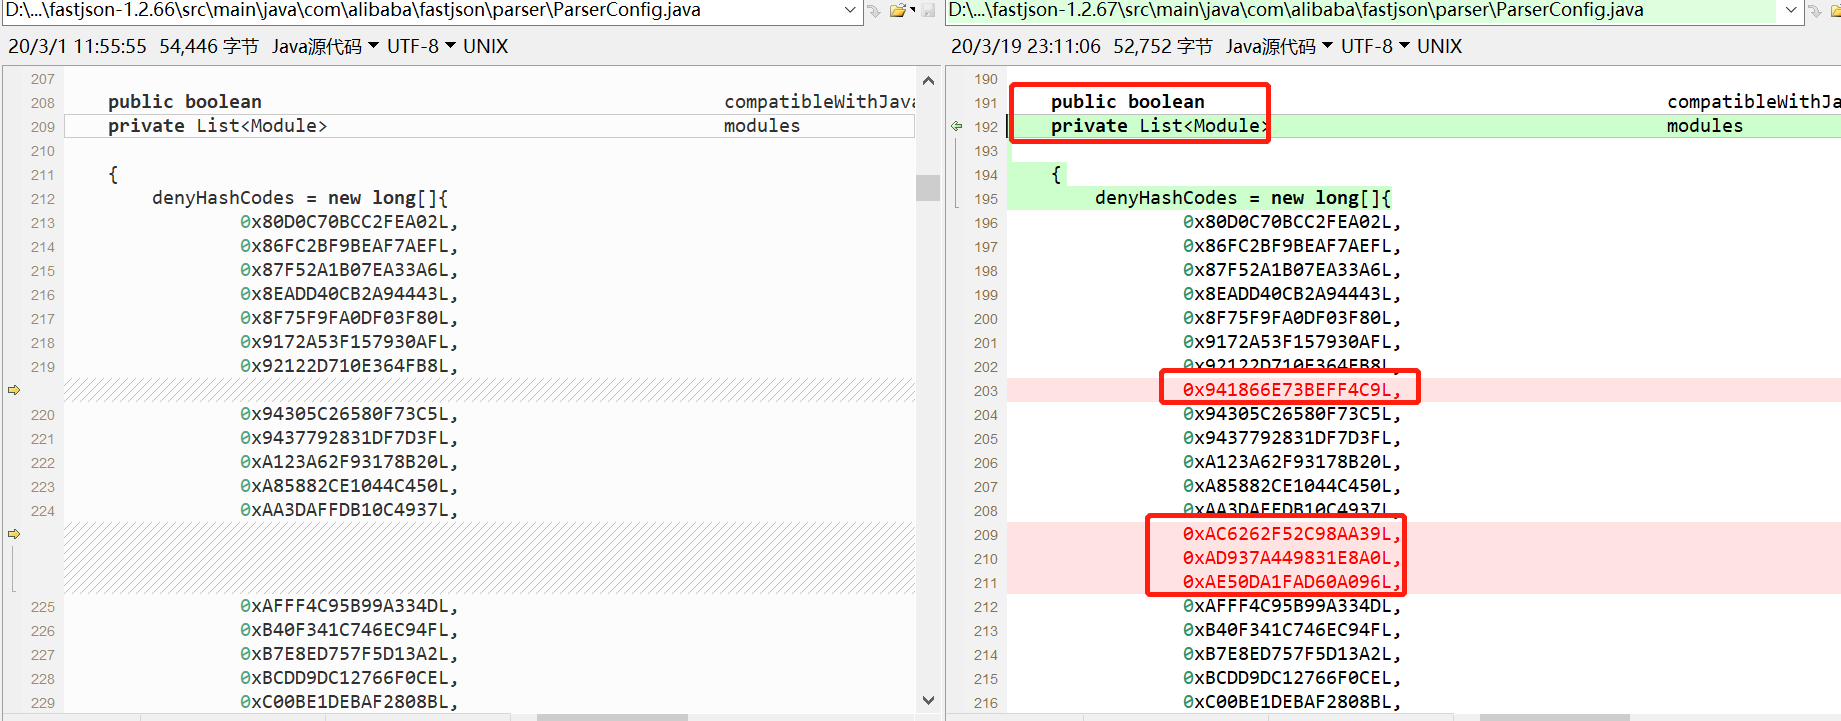 D:\...\fastjson-1.2.66\src\main\java\com\alibaba\fastjson\parser\ParserConfig.java
20/3/1 11:55:55 54,446 字节 Java源代码 UTF-8 UNIX
207
208 public boolean compatibleWithJava
209 private List<Module> modules
210
211 {
212 denyHashCodes = new long[]{
213 0x80D0C70BCC2FEA02L,
214 0x86FC2BF9BEAF7AEFL,
215 0x87F52A1B07EA33A6L,
216 0x8EADD40CB2A94443L,
217 0x8F75F9FA0DF03F80L,
218 0x9172A53F157930AFL,
219 0x92122D710E364FB8L,
220 0x94305C26580F73C5L,
221 0x9437792831DF7D3FL,
222 0xA123A62F93178B20L,
223 0xA85882CE1044C450L,
224 0xAA3DAFFDB10C4937L,
225 0xAFFF4C95B99A334DL,
226 0xB40F341C746EC94FL,
227 0xB7E8ED757F5D13A2L,
228 0xBCDD9DC12766F0CEL,
229 0xC00BE1DEBAF2808BL,
D:\...\fastjson-1.2.67\src\main\java\com\alibaba\fastjson\parser\ParserConfig.java
20/3/19 23:11:06 52,752 字节 Java源代码 UTF-8 UNIX
190
191 public boolean compatibleWithJa
192 private List<Module> modules
193
194 {
195 denyHashCodes = new long[]{
196 0x80D0C70BCC2FEA02L,
197 0x86FC2BF9BEAF7AEFL,
198 0x87F52A1B07EA33A6L,
199 0x8EADD40CB2A94443L,
200 0x8F75F9FA0DF03F80L,
201 0x9172A53F157930AFL,
202 0x92122D710E364FB8L,
203 0x941866E73BEFF4C9L,
204 0x94305C26580F73C5L,
205 0x9437792831DF7D3FL,
206 0xA123A62F93178B20L,
207 0xA85882CE1044C450L,
208 0xAA3DAFFDB10C4937L,
209 0xAC6262F52C98AA39L,
210 0xAD937A449831E8A0L,
211 0xAE50DA1FAD60A096L,
212 0xAFFF4C95B99A334DL,
213 0xB40F341C746EC94FL,
214 0xB7E8ED757F5D13A2L,
215 0xBCDD9DC12766F0CEL,
216 0xC00BE1DEBAF2808BL,